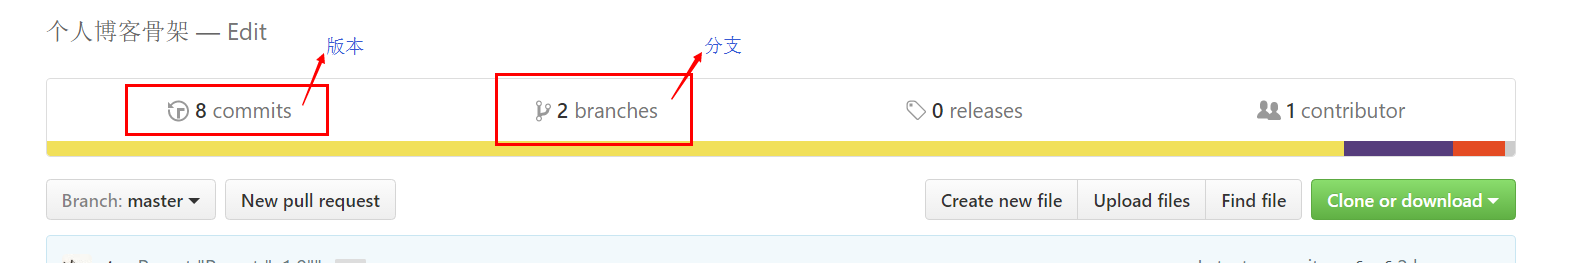 个人博客骨架 — Edit
版本
分支
8 commits
2 branches
0 releases
1 contributor
Branch: master
New pull request
Create new file
Upload files
Find file
Clone or download